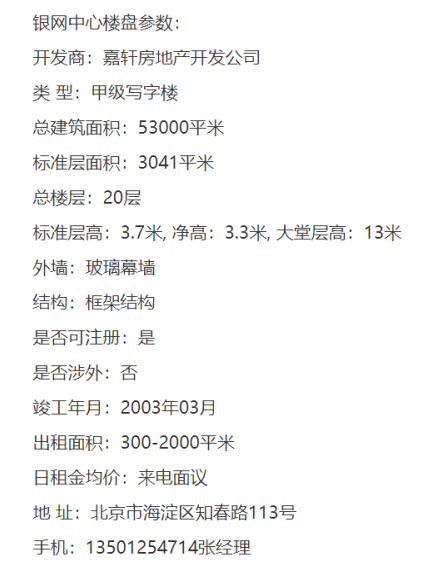 银网中心楼盘参数：
开发商：嘉轩房地产开发公司
类 型：甲级写字楼
总建筑面积：53000平米
标准层面积：3041平米
总楼层：20层
标准层高：3.7米, 净高：3.3米, 大堂层高：13米
外墙：玻璃幕墙
结构：框架结构
是否可注册：是
是否涉外：否
竣工年月：2003年03月
出租面积：300-2000平米
日租金均价：来电面议
地 址：北京市海淀区知春路113号
手机：13501254714张经理